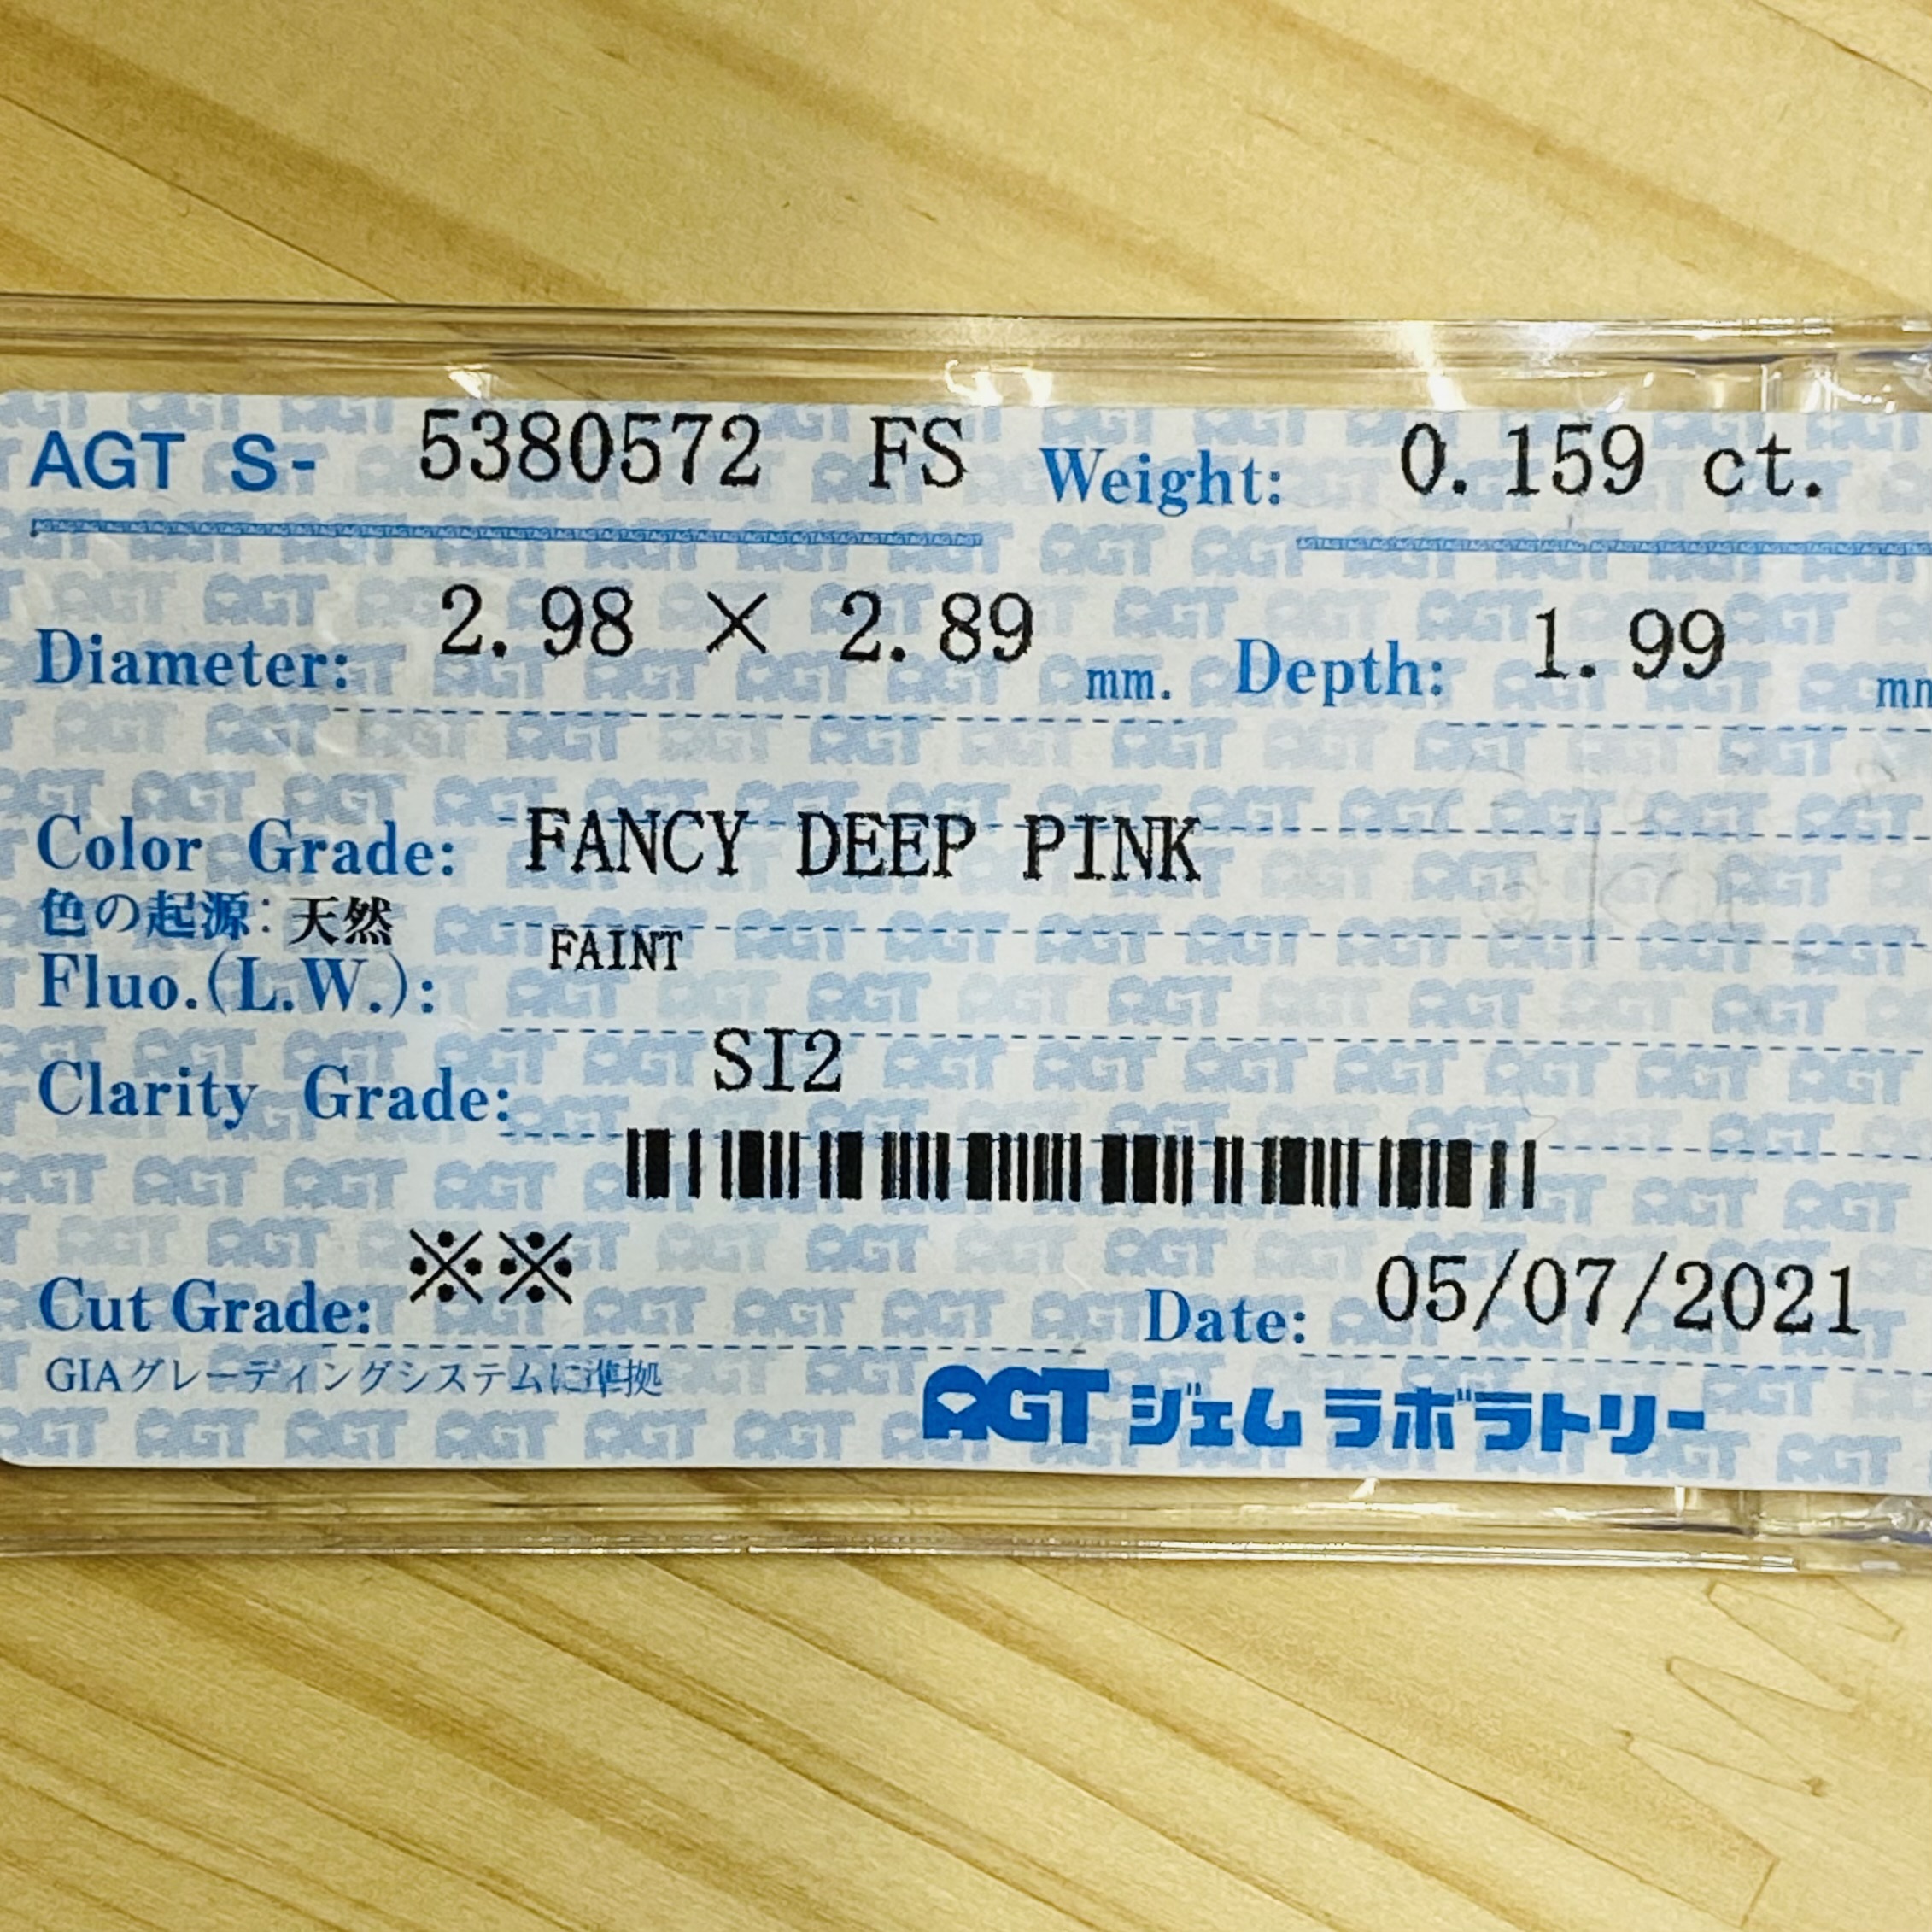 AGT S- 5380572 FS Weight: 0.159 ct.
Diameter: 2.98 × 2.89 mm. Depth: 1.99
Color Grade: FANCY DEEP PINK
色の起源: 天然
Fluo.(L.W.): FAINT
Clarity Grade: SI2
Cut Grade: ※※ Date: 05/07/2021
GIAグレーディングシステムに準拠
AGT ジェム ラボラトリー